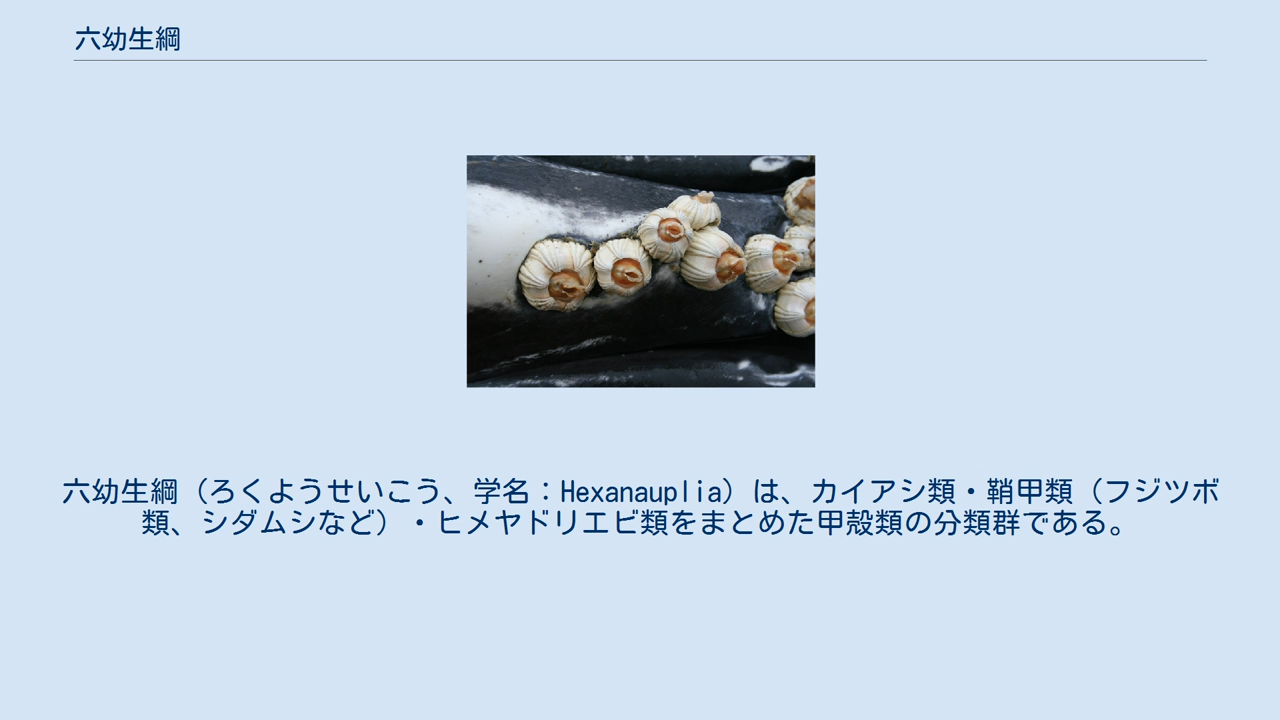 六幼生綱
六幼生綱（ろくようせいこう、学名：Hexanauplia）は、カイアシ類・鞘甲類（フジツボ
類、シダムシなど）・ヒメヤドリエビ類をまとめた甲殻類の分類群である。